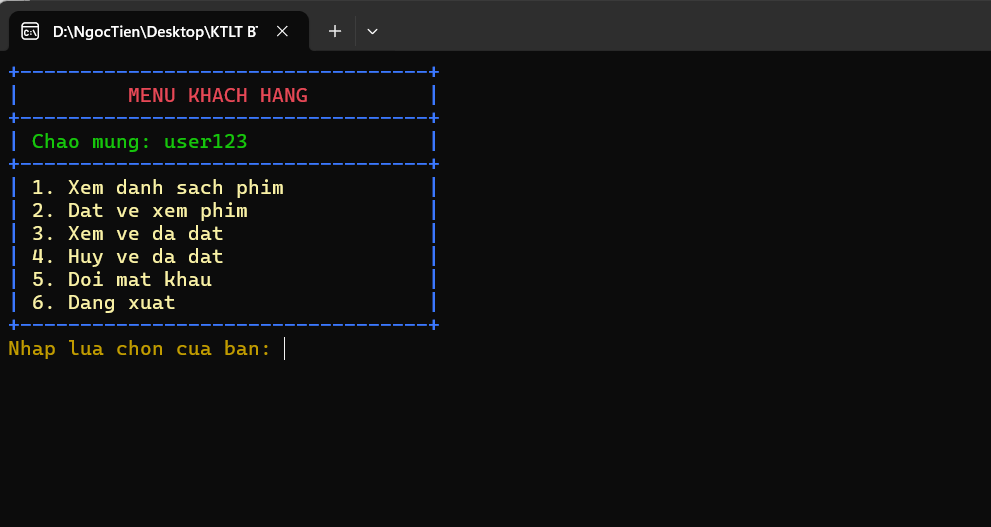 D:\NgocTien\Desktop\KTLT B
+----------------------------------+
| MENU KHACH HANG |
+----------------------------------+
| Chao mung: user123 |
+----------------------------------+
| 1. Xem danh sach phim |
| 2. Dat ve xem phim |
| 3. Xem ve da dat |
| 4. Huy ve da dat |
| 5. Doi mat khau |
| 6. Dang xuat |
+----------------------------------+
Nhap lua chon cua ban: